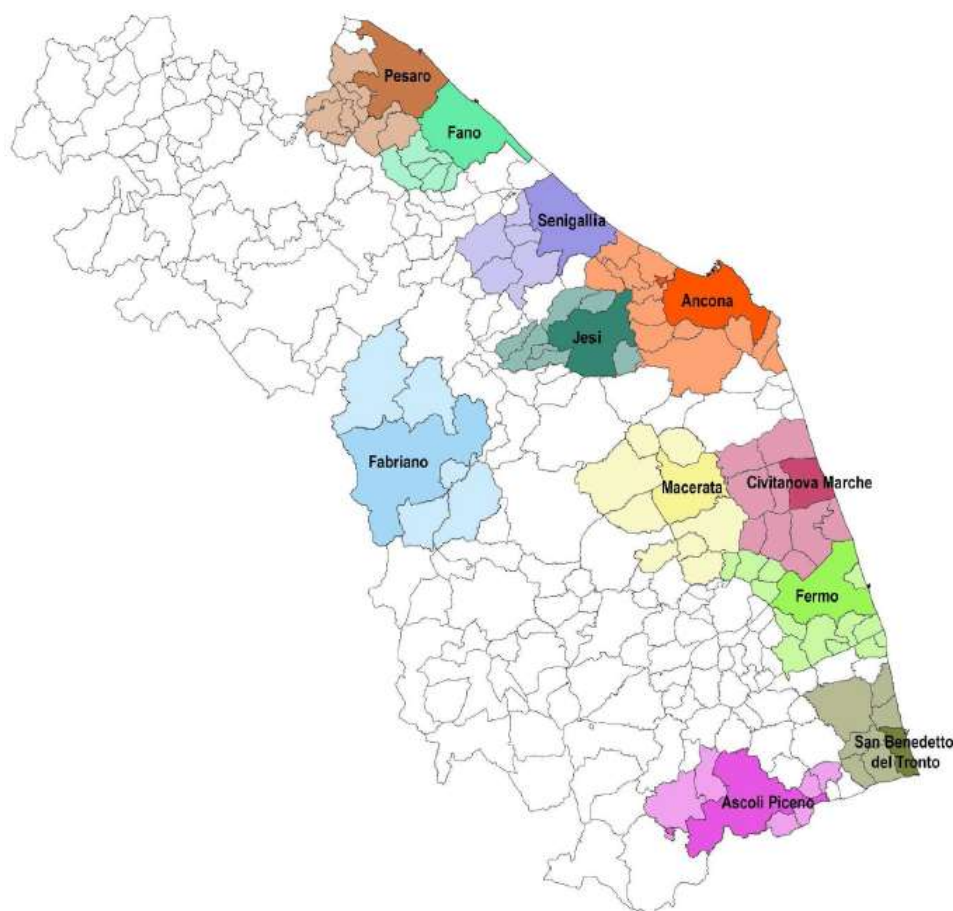 Pesaro
Fano
Senigallia
Ancona
Jesi
Fabriano
Macerata
Civitanova Marche
Fermo
San Benedetto
del Tronto
Ascoli Piceno